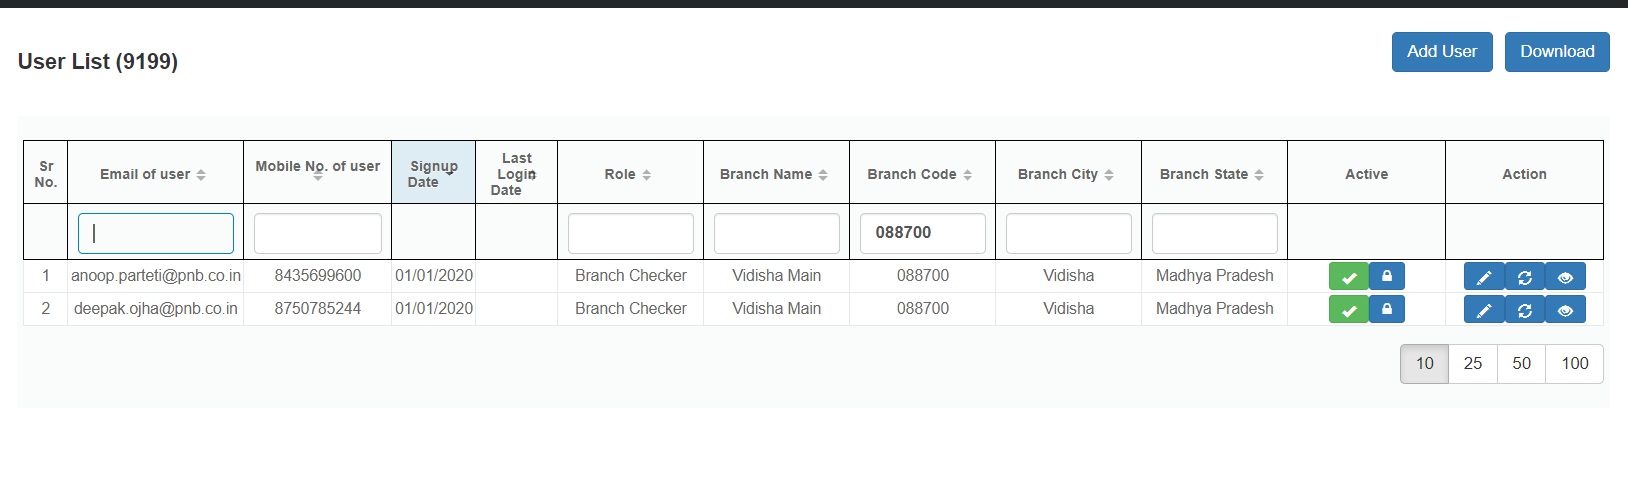 User List (9199)
Add User
Download
Sr No. Email of user Mobile No. of user Signup Date Last Login Date Role Branch Name Branch Code Branch City Branch State Active Action
088700
1 anoop.parteti@pnb.co.in 8435699600 01/01/2020 Branch Checker Vidisha Main 088700 Vidisha Madhya Pradesh
2 deepak.ojha@pnb.co.in 8750785244 01/01/2020 Branch Checker Vidisha Main 088700 Vidisha Madhya Pradesh
10 25 50 100